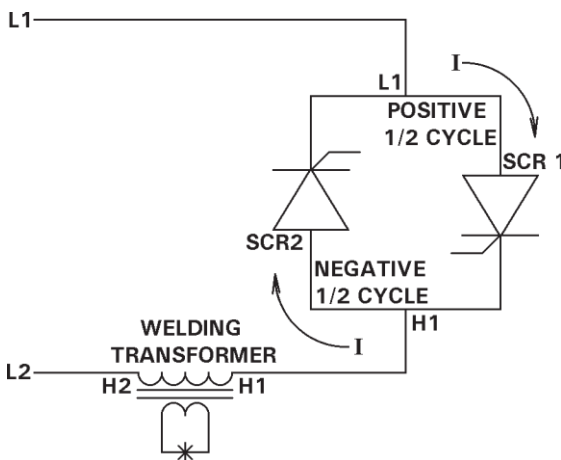 L1
I
L1
POSITIVE
1/2 CYCLE
SCR 1
SCR2
NEGATIVE
1/2 CYCLE
H1
I
WELDING
TRANSFORMER
L2
H2
H1